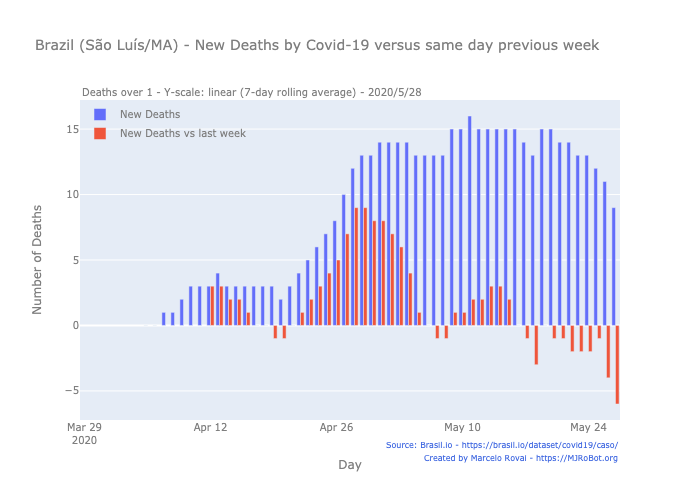 Brazil (São Luís/MA) - New Deaths by Covid-19 versus same day previous week
Deaths over 1 - Y-scale: linear (7-day rolling average) - 2020/5/28
New Deaths
New Deaths vs last week
15
10
5
0
−5
Number of Deaths
Mar 29
2020
Apr 12
Apr 26
May 10
May 24
Day
Source: Brasil.io - https://brasil.io/dataset/covid19/caso/
Created by Marcelo Rovai - https://MJRoBot.org